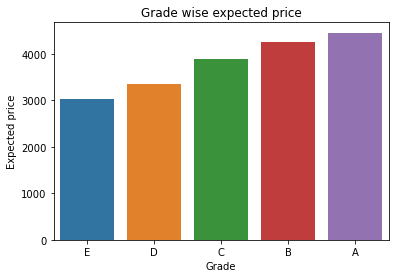 Grade wise expected price
Expected price
4000
3000
2000
1000
0
E D C B A
Grade